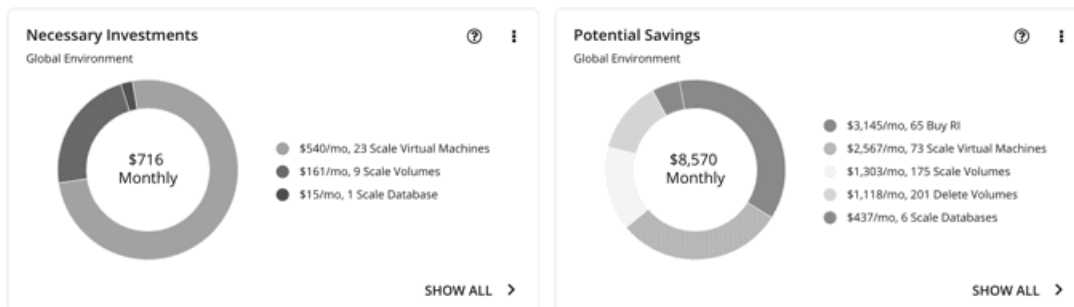 Necessary Investments
Global Environment
$716
Monthly
$540/mo, 23 Scale Virtual Machines
$161/mo, 9 Scale Volumes
$15/mo, 1 Scale Database
SHOW ALL
Potential Savings
Global Environment
$8,570
Monthly
$3,145/mo, 65 Buy RI
$2,567/mo, 73 Scale Virtual Machines
$1,303/mo, 175 Scale Volumes
$1,118/mo, 201 Delete Volumes
$437/mo, 6 Scale Databases
SHOW ALL